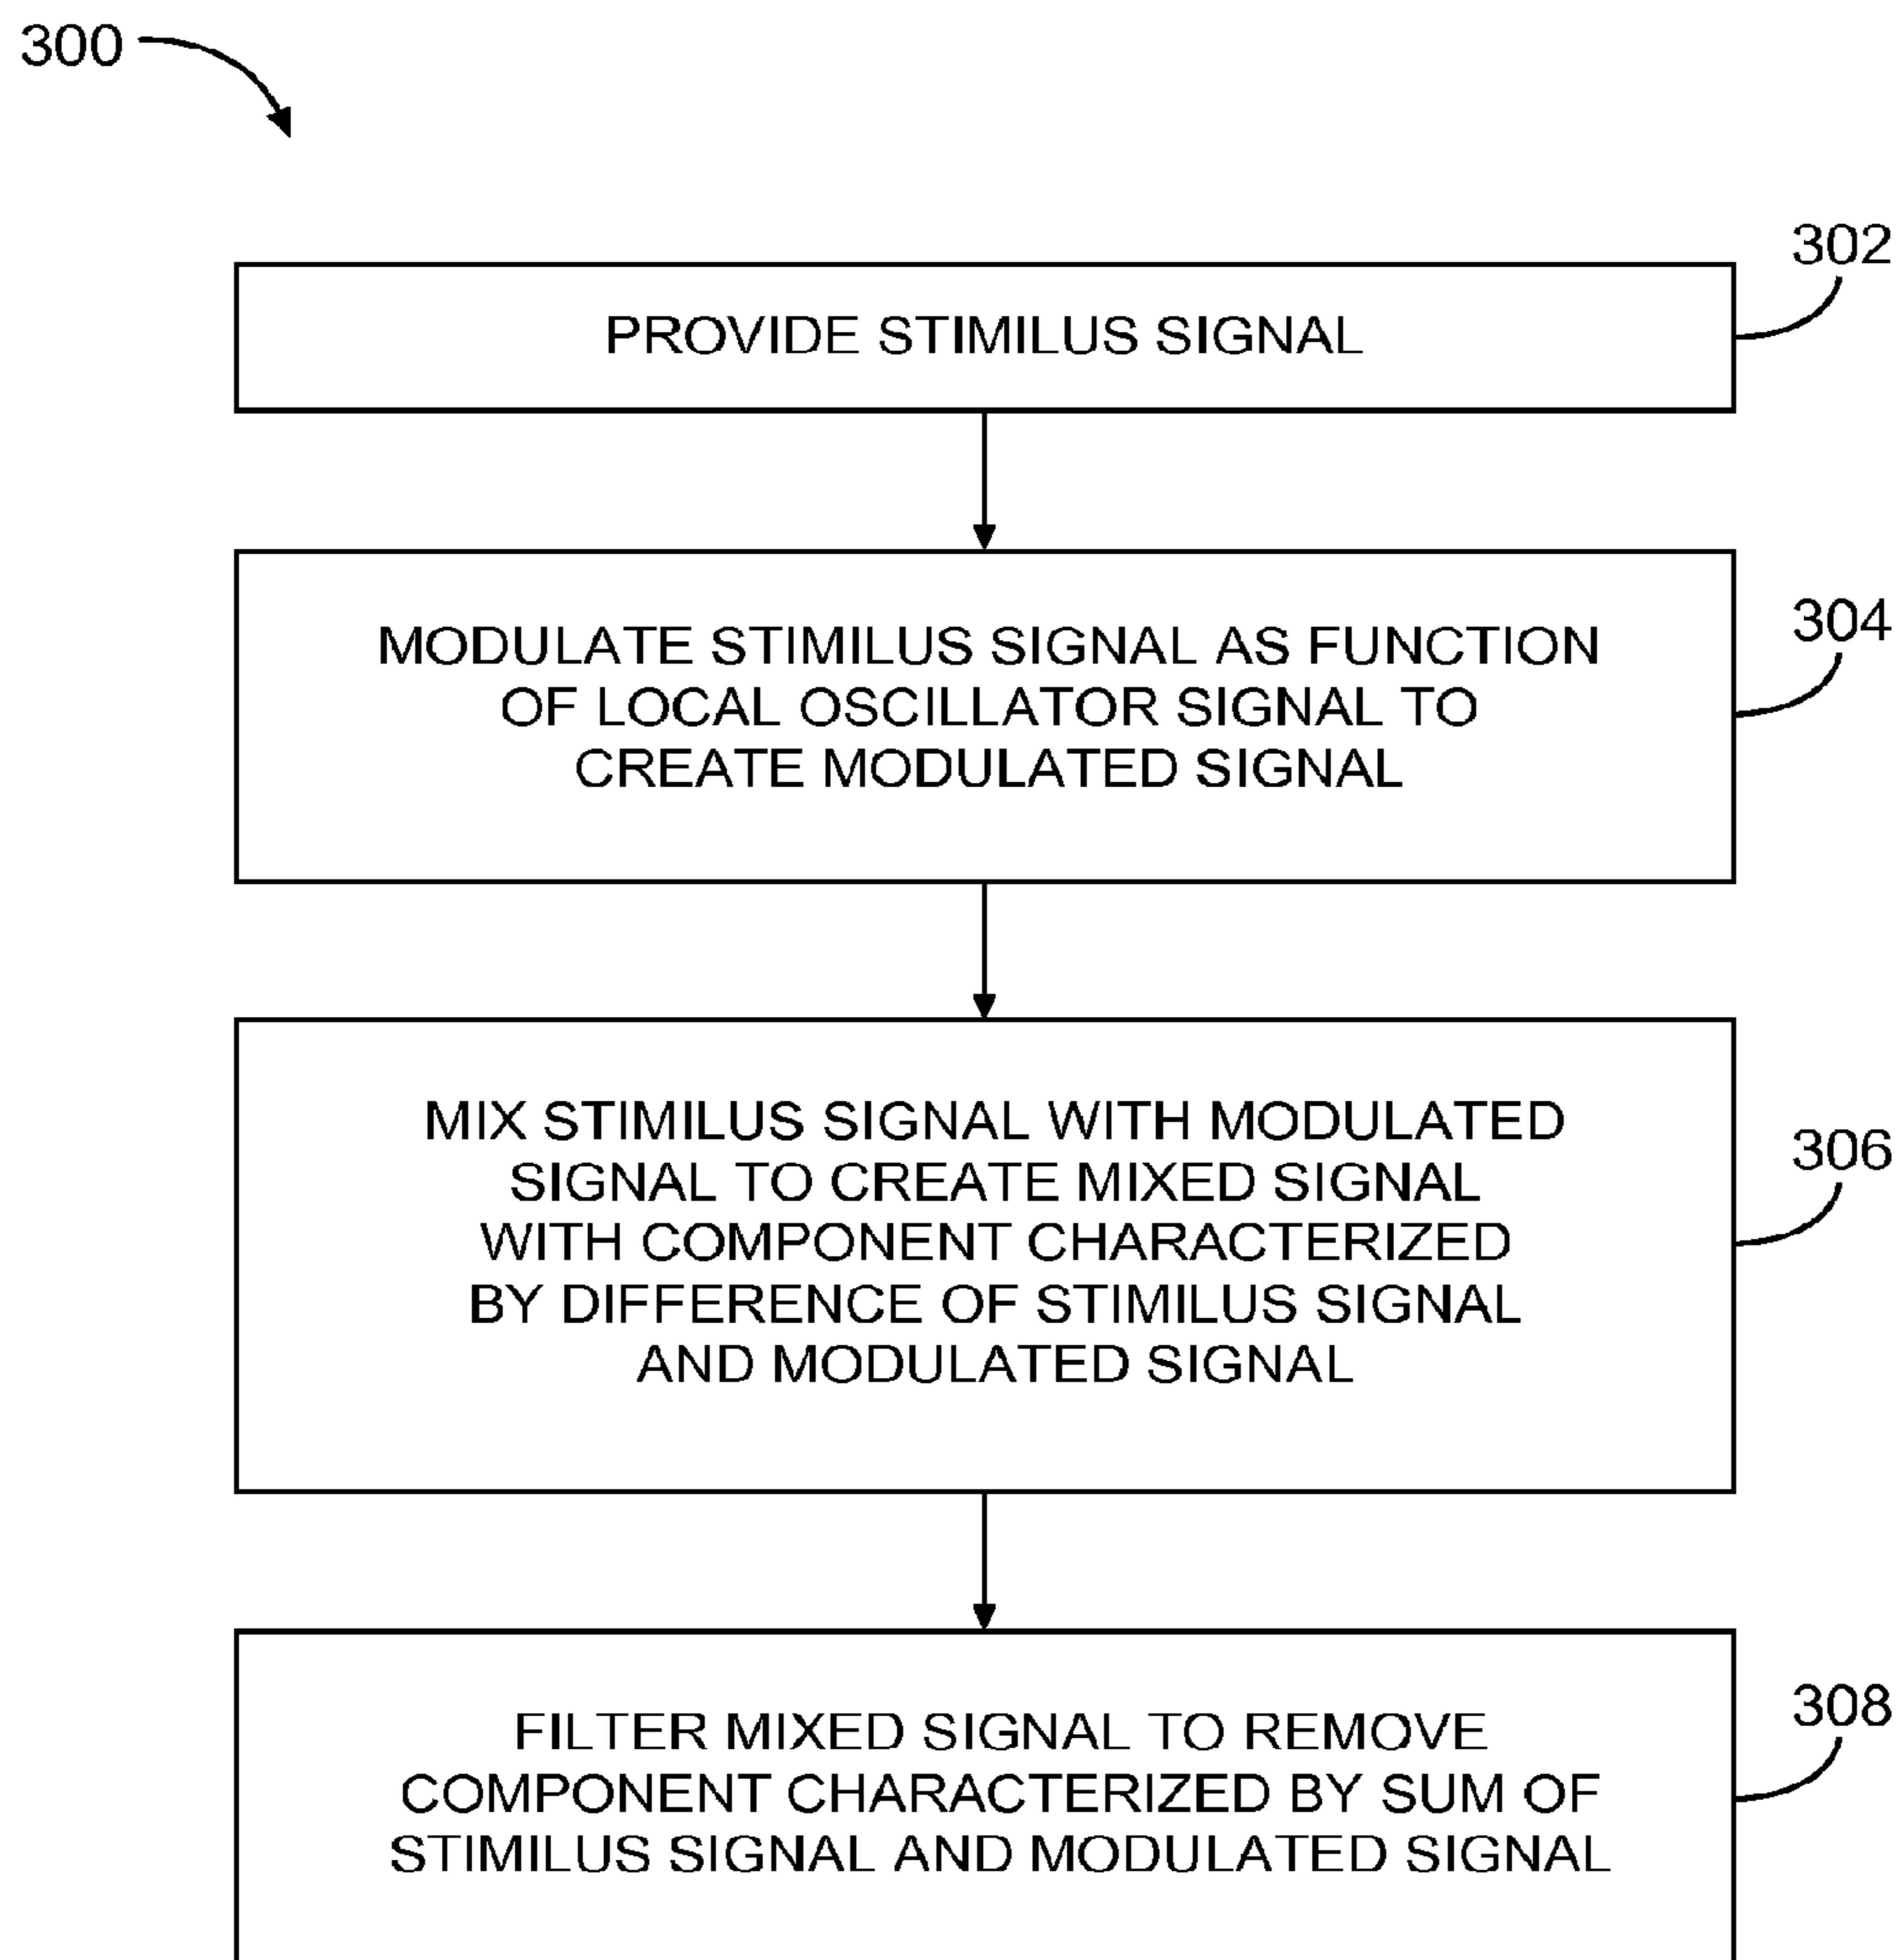 300
302
PROVIDE STIMILUS SIGNAL
304
MODULATE STIMILUS SIGNAL AS FUNCTION
OF LOCAL OSCILLATOR SIGNAL TO
CREATE MODULATED SIGNAL
306
MIX STIMILUS SIGNAL WITH MODULATED
SIGNAL TO CREATE MIXED SIGNAL
WITH COMPONENT CHARACTERIZED
BY DIFFERENCE OF STIMILUS SIGNAL
AND MODULATED SIGNAL
308
FILTER MIXED SIGNAL TO REMOVE
COMPONENT CHARACTERIZED BY SUM OF
STIMILUS SIGNAL AND MODULATED SIGNAL